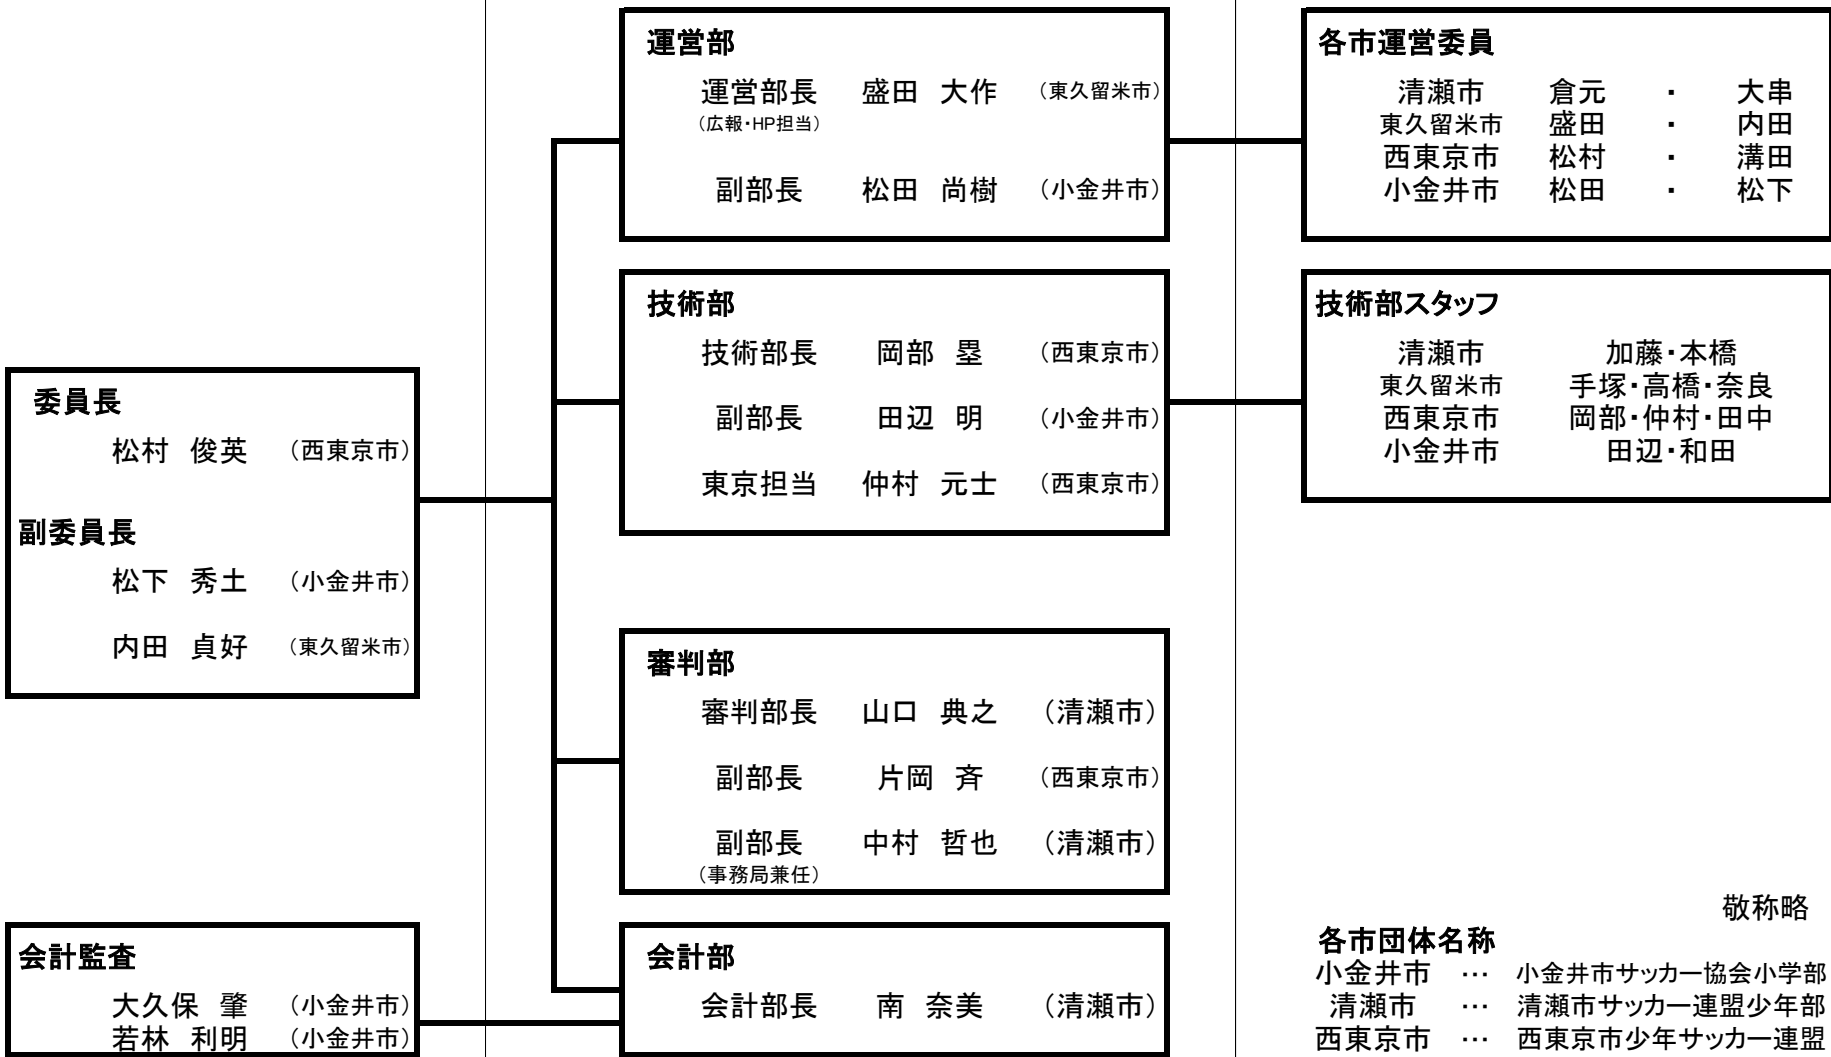 委員長
松村 俊英 （西東京市）
副委員長
松下 秀土 （小金井市）
内田 貞好 （東久留米市）
会計監査
大久保 肇 （小金井市）
若林 利明 （小金井市）
運営部
運営部長 盛田 大作 （東久留米市）
（広報・HP担当）
副部長 松田 尚樹 （小金井市）
技術部
技術部長 岡部 塁 （西東京市）
副部長 田辺 明 （小金井市）
東京担当 仲村 元士 （西東京市）
審判部
審判部長 山口 典之 （清瀬市）
副部長 片岡 斉 （西東京市）
副部長 中村 哲也 （清瀬市）
（事務局兼任）
会計部
会計部長 南 奈美 （清瀬市）
各市運営委員
清瀬市 倉元 ・ 大串
東久留米市 盛田 ・ 内田
西東京市 松村 ・ 溝田
小金井市 松田 ・ 松下
技術部スタッフ
清瀬市 加藤・本橋
東久留米市 手塚・高橋・奈良
西東京市 岡部・仲村・田中
小金井市 田辺・和田
敬称略
各市団体名称
小金井市 … 小金井市サッカー協会小学部
清瀬市 … 清瀬市サッカー連盟少年部
西東京市 … 西東京市少年サッカー連盟